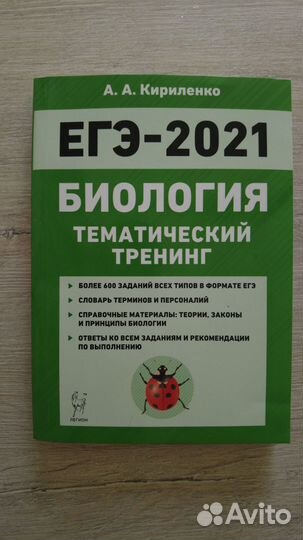 А. А. Кириленко
ЕГЭ-2021
БИОЛОГИЯ
ТЕМАТИЧЕСКИЙ
ТРЕНИНГ
БОЛЕЕ 600 ЗАДАНИЙ ВСЕХ ТИПОВ В ФОРМАТЕ ЕГЭ
СЛОВАРЬ ТЕРМИНОВ И ПЕРСОНАЛИЙ
СПРАВОЧНЫЕ МАТЕРИАЛЫ: ТЕОРИИ, ЗАКОНЫ
И ПРИНЦИПЫ БИОЛОГИИ
ОТВЕТЫ КО ВСЕМ ЗАДАНИЯМ И РЕКОМЕНДАЦИИ
ПО ВЫПОЛНЕНИЮ
ЛЕГИОН
Avito